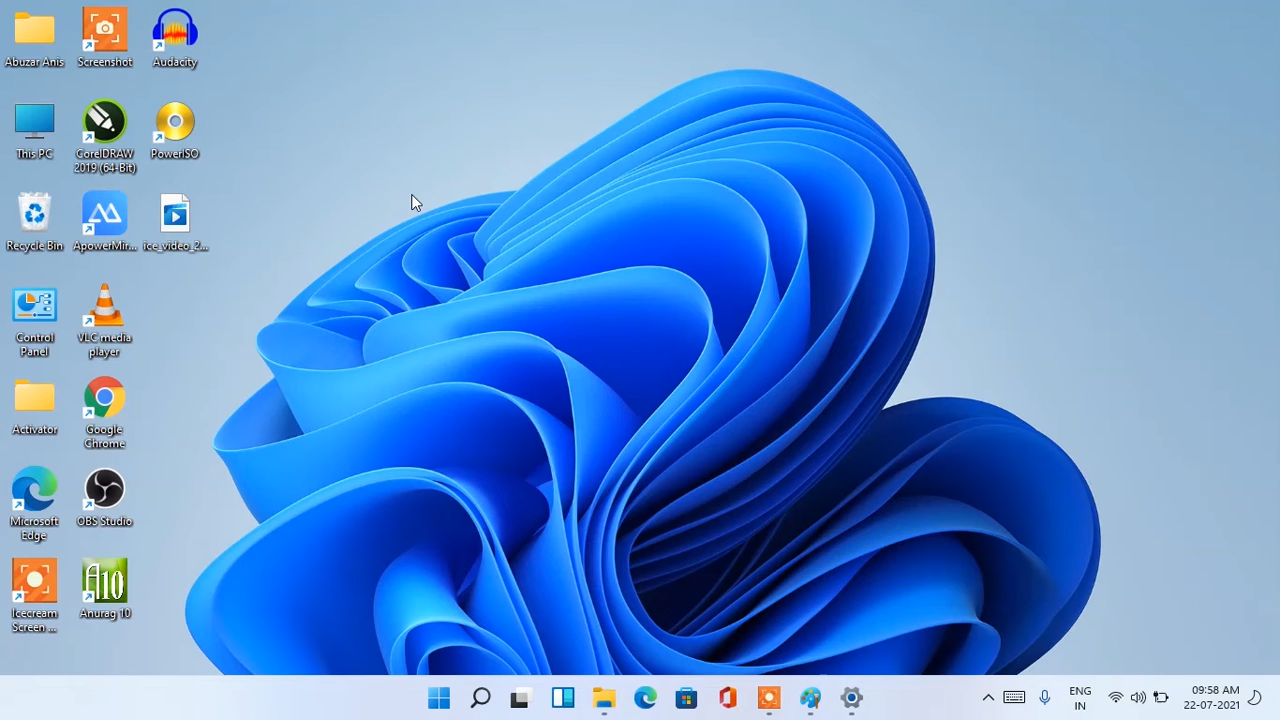 Abuzar Anis
Screenshot
Audacity
This PC
CorelDRAW
2019 (64-Bit)
PowerISO
Recycle Bin
ApowerMir...
ice_video_2...
Control
Panel
VLC media
player
Activator
Google
Chrome
Microsoft
Edge
OBS Studio
Icecream
Screen ...
A10
Anurag 10
ENG
IN
09:58 AM
22-07-2021